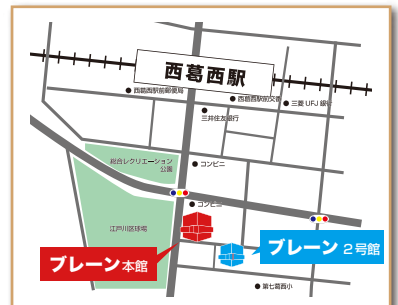 西葛西駅
西葛西駅前郵便局
西葛西駅前交番
三菱UFJ銀行
三井住友銀行
総合レクリエーション
公園
コンビニ
コンビニ
江戸川区球場
ブレーン本館
ブレーン2号館
第七葛西小